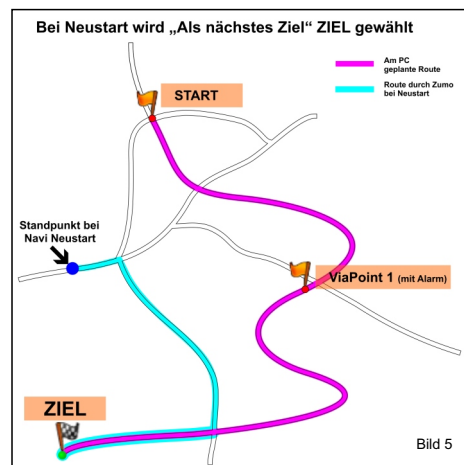 Bei Neustart wird „Als nächstes Ziel“ ZIEL gewählt
Am PC
geplante Route
Route durch Zumo
bei Neustart
START
Standpunkt bei
Navi Neustart
ViaPoint 1 (mit Alarm)
ZIEL
Bild 5